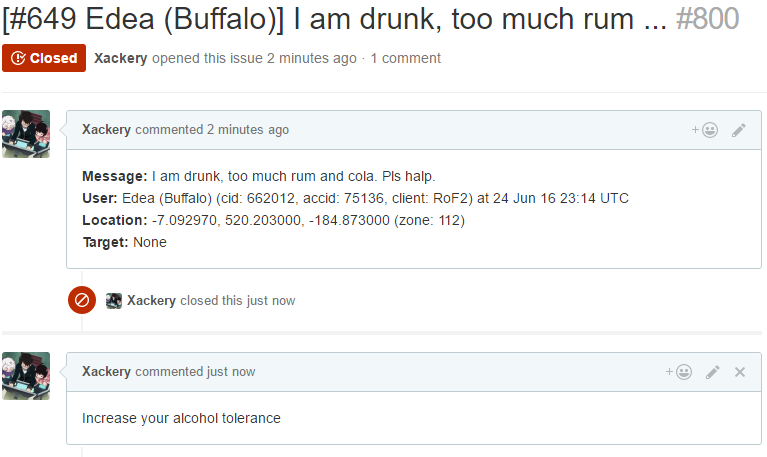 [#649 Edea (Buffalo)] I am drunk, too much rum ... #800
Closed Xackery opened this issue 2 minutes ago · 1 comment
Xackery commented 2 minutes ago
Message: I am drunk, too much rum and cola. Pls halp.
User: Edea (Buffalo) (cid: 662012, accid: 75136, client: RoF2) at 24 Jun 16 23:14 UTC
Location: -7.092970, 520.203000, -184.873000 (zone: 112)
Target: None
Xackery closed this just now
Xackery commented just now
Increase your alcohol tolerance